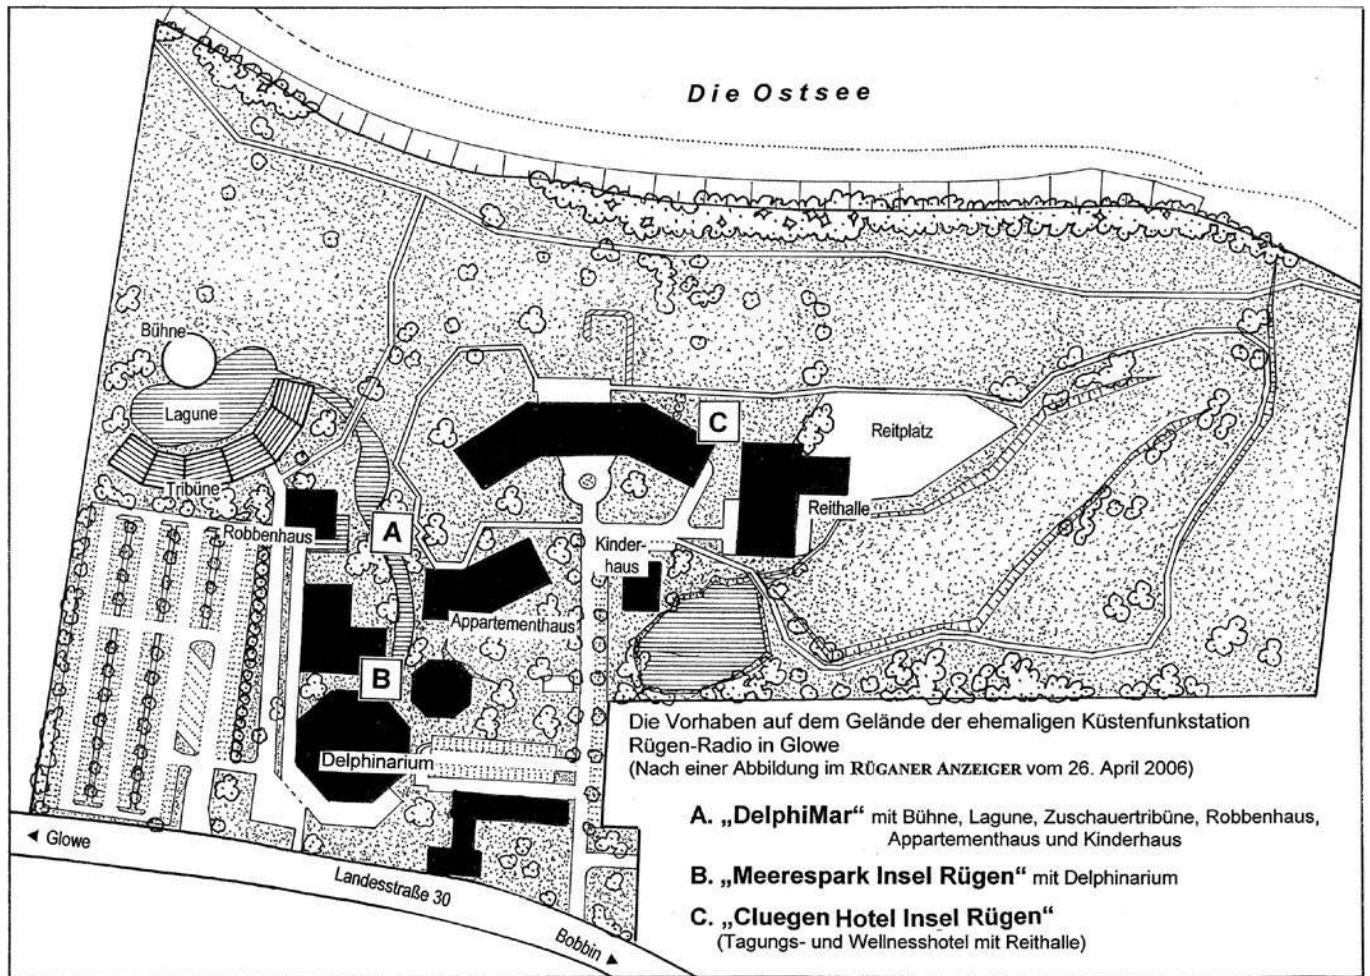 Die Ostsee
Bühne
Lagune
Tribüne
C
Reitplatz
Reithalle
Robbenhaus
A
Kinder-
haus
Appartementhaus
B
Delphinarium
Die Vorhaben auf dem Gelände der ehemaligen Küstenfunkstation
Rügen-Radio in Glowe
(Nach einer Abbildung im RÜGANER ANZEIGER vom 26. April 2006)
A. „DelphiMar“ mit Bühne, Lagune, Zuschauertribüne, Robbenhaus,
Appartementhaus und Kinderhaus
B. „Meerespark Insel Rügen“ mit Delphinarium
C. „Cluegen Hotel Insel Rügen“
(Tagungs- und Wellnesshotel mit Reithalle)
◄ Glowe
Landesstraße 30
Bobbin ►